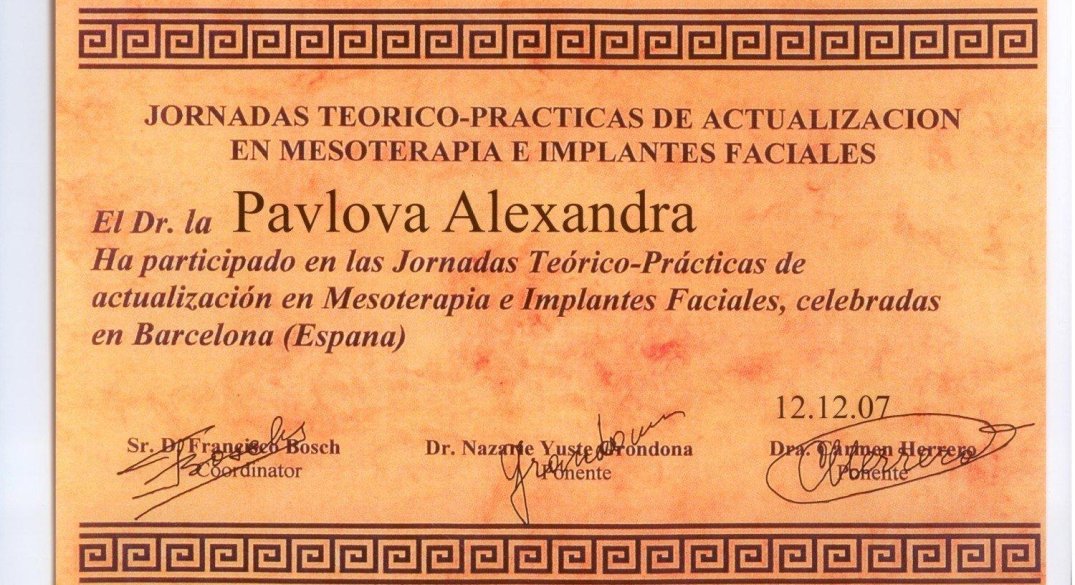 JORNADAS TEORICO-PRACTICAS DE ACTUALIZACION
EN MESOTERAPIA E IMPLANTES FACIALES
El Dr. la Pavlova Alexandra
Ha participado en las Jornadas Teórico-Prácticas de
actualización en Mesoterapia e Implantes Faciales, celebradas
en Barcelona (Espana)
12.12.07
Sr. D. Francisco Bosch Dr. Nazarie Yuste Drondona Dra. Carmen Herrero
Coordinator Ponente Ponente